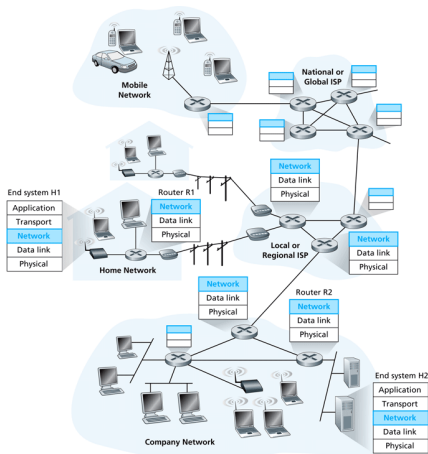 Mobile
Network
National or
Global ISP
End system H1
Application
Transport
Network
Data link
Physical
Router R1
Network
Data link
Physical
Network
Data link
Physical
Home Network
Local or
Regional ISP
Network
Data link
Physical
Network
Data link
Physical
Router R2
Network
Data link
Physical
End system H2
Application
Transport
Network
Data link
Physical
Company Network